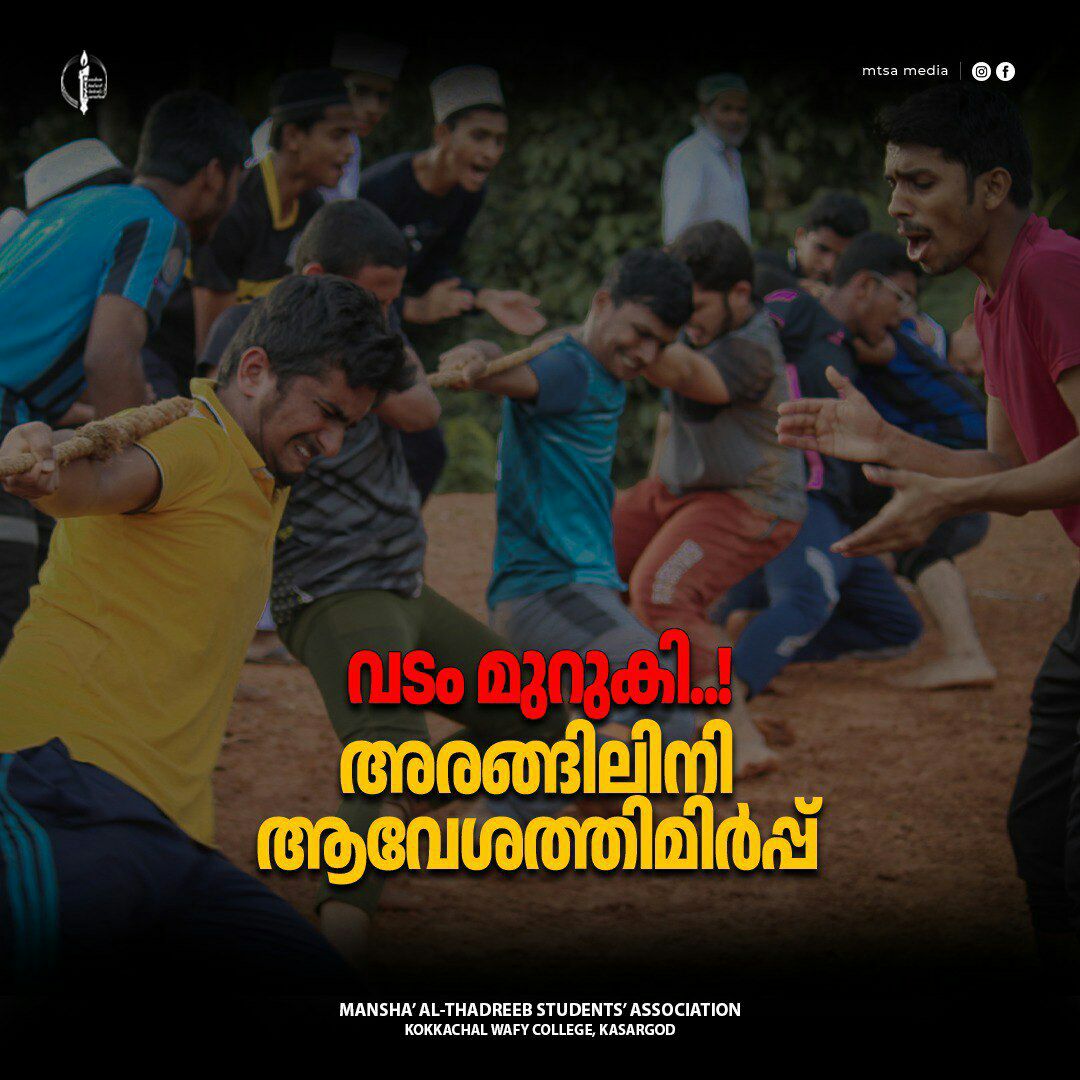 mtsa media
വടം മുറുകി..!
അരങ്ങിലിനി
ആവേശത്തിമിർപ്പ്
MANSHA’ AL-THADREEB STUDENTS’ ASSOCIATION
KOKKACHAL WAFY COLLEGE, KASARGOD